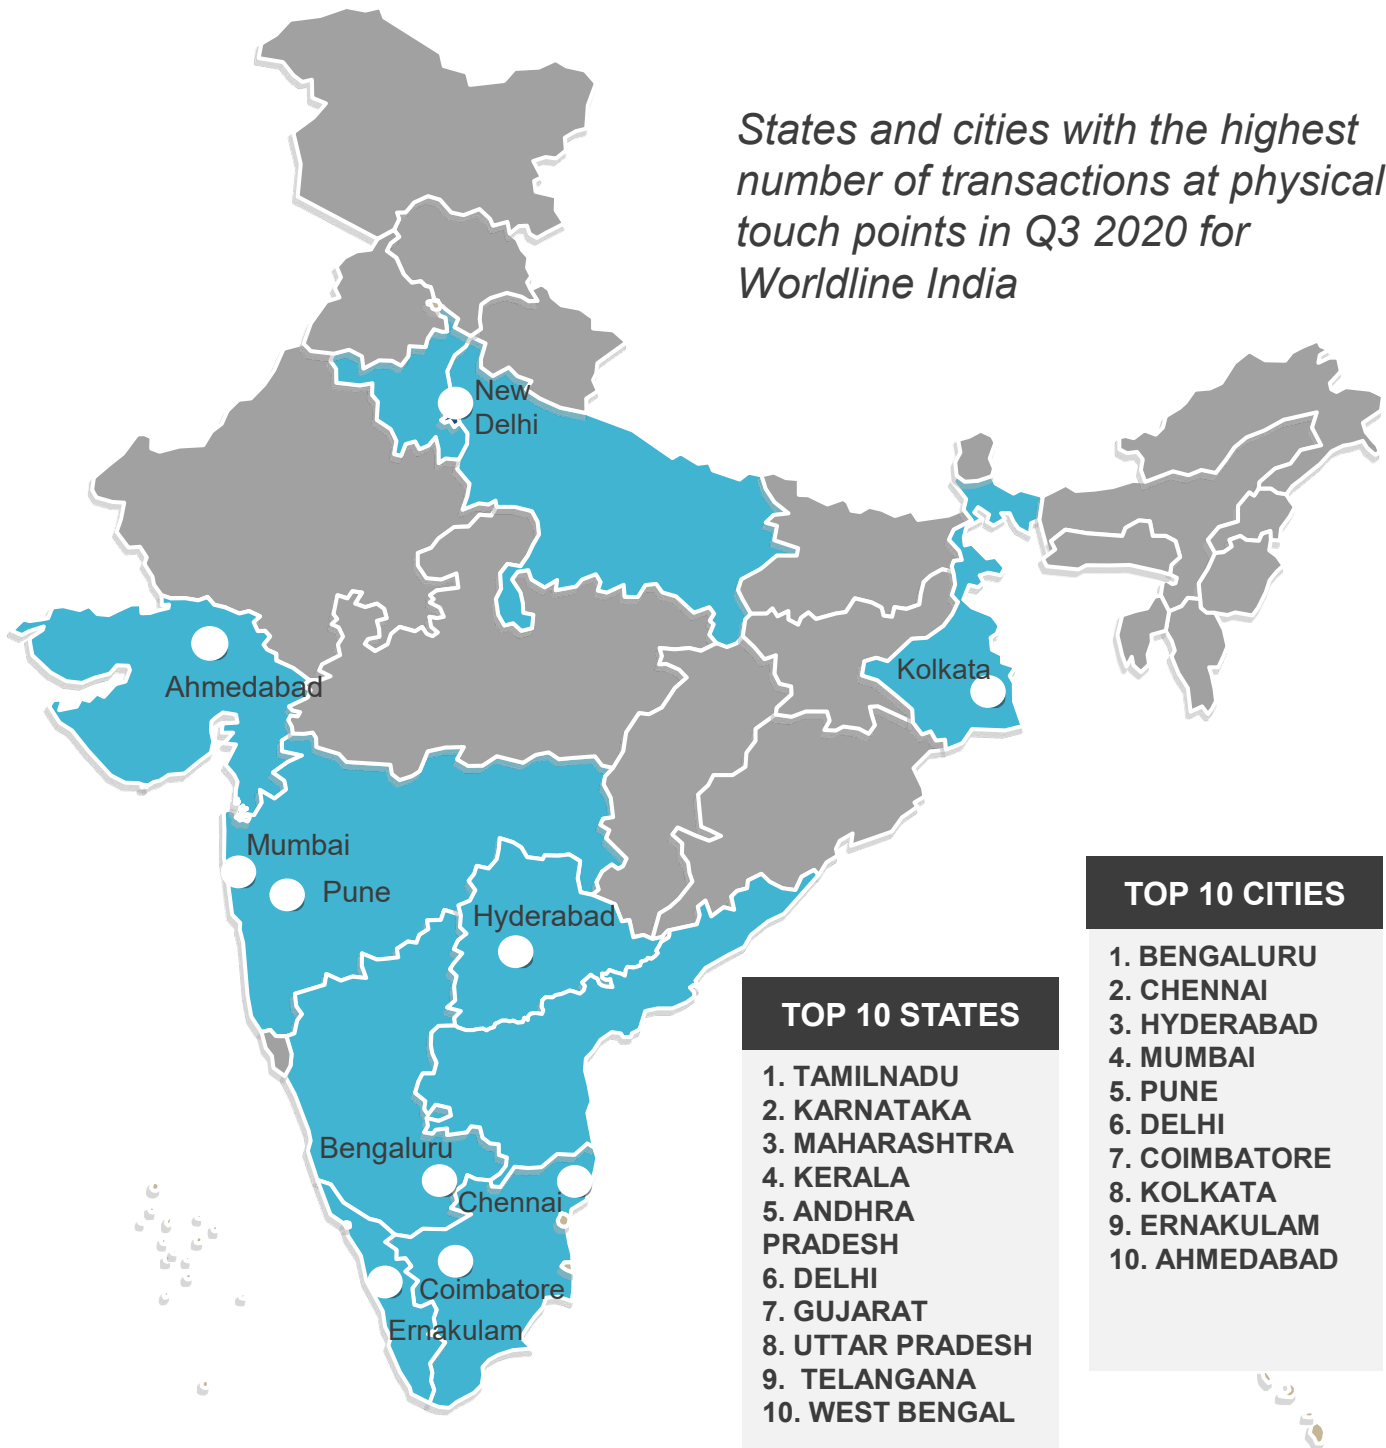 States and cities with the highest
number of transactions at physical
touch points in Q3 2020 for
Worldline India
New
Delhi
Kolkata
Ahmedabad
Mumbai
Pune
Hyderabad
Bengaluru
Chennai
Coimbatore
Ernakulam
TOP 10 STATES
1. TAMILNADU
2. KARNATAKA
3. MAHARASHTRA
4. KERALA
5. ANDHRA
PRADESH
6. DELHI
7. GUJARAT
8. UTTAR PRADESH
9.  TELANGANA
10. WEST BENGAL
TOP 10 CITIES
1. BENGALURU
2. CHENNAI
3. HYDERABAD
4. MUMBAI
5. PUNE
6. DELHI
7. COIMBATORE
8. KOLKATA
9. ERNAKULAM
10. AHMEDABAD